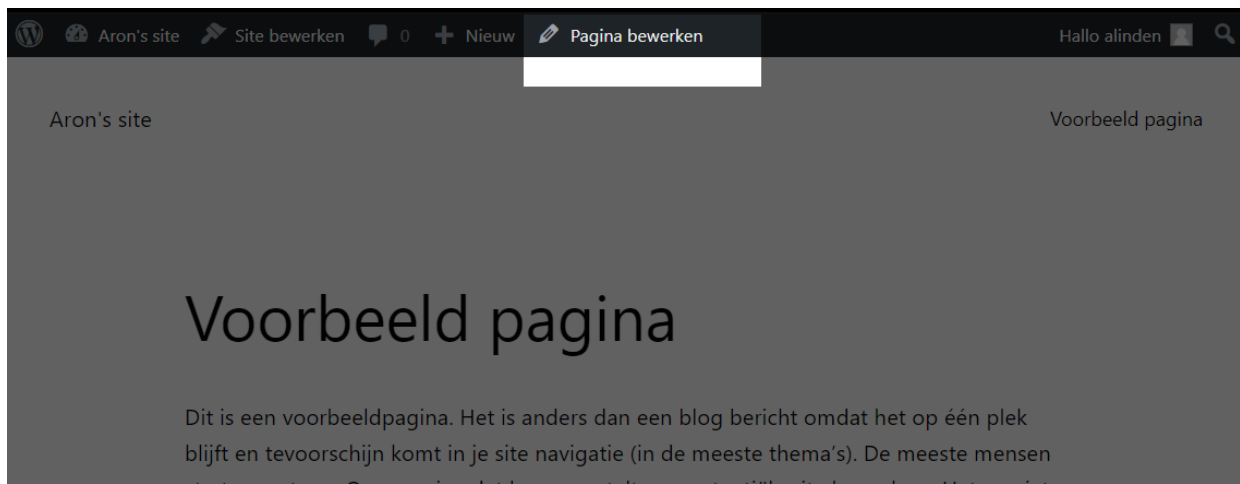 Aron's site Site bewerken 0 Nieuw Pagina bewerken Hallo alinden
Aron's site Voorbeeld pagina
Voorbeeld pagina
Dit is een voorbeeldpagina. Het is anders dan een blog bericht omdat het op één plek
blijft en tevoorschijn komt in je site navigatie (in de meeste thema's). De meeste mensen